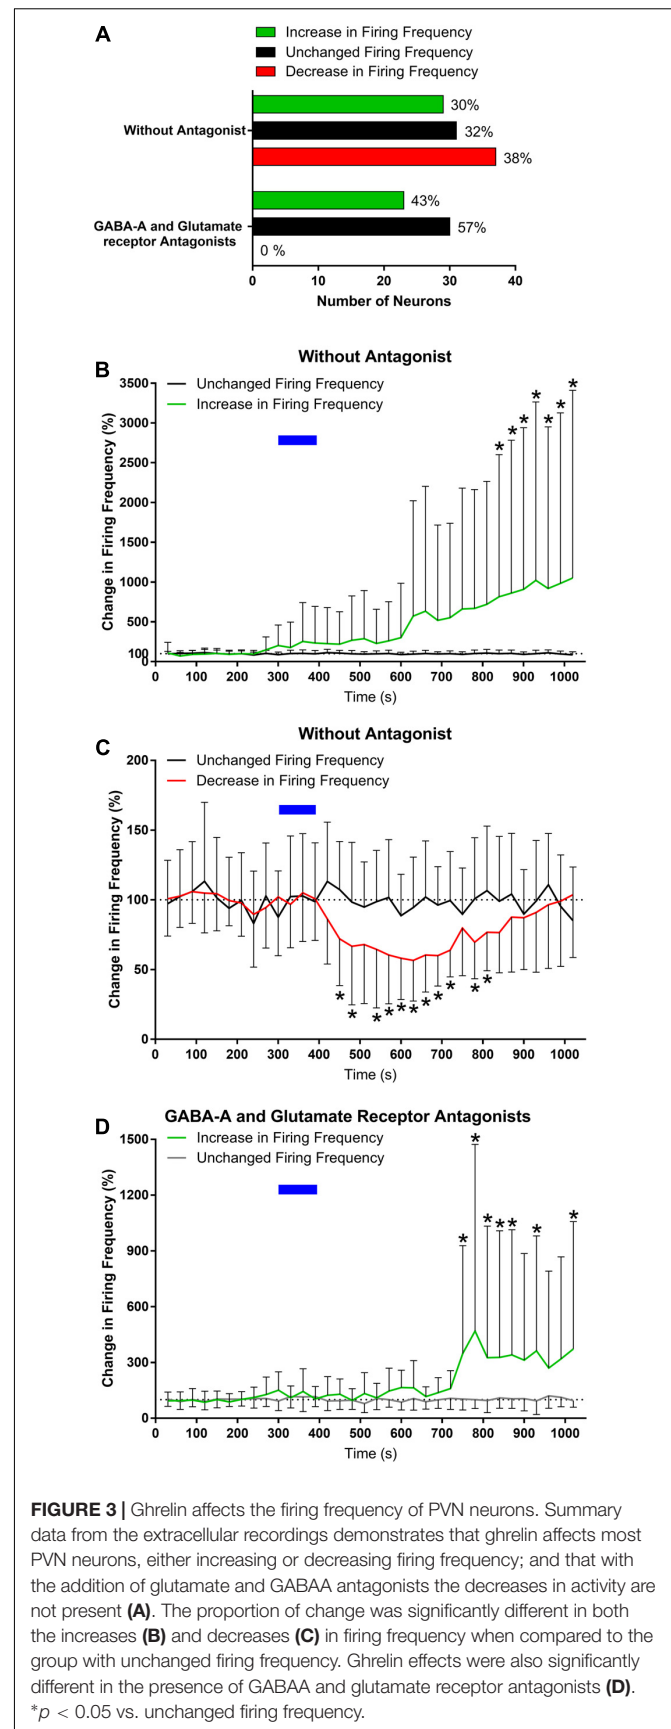 A
Increase in Firing Frequency
Unchanged Firing Frequency
Decrease in Firing Frequency
Without Antagonist
30%
32%
38%
GABA-A and Glutamate
receptor Antagonists
43%
57%
0 %
0 10 20 30 40
Number of Neurons
B
Without Antagonist
Unchanged Firing Frequency
Increase in Firing Frequency
Change in Firing Frequency (%)
3500
3000
2500
2000
1500
1000
500
100
0
* * * * * * *
0 100 200 300 400 500 600 700 800 900 1000
Time (s)
C
Without Antagonist
Unchanged Firing Frequency
Decrease in Firing Frequency
Change in Firing Frequency (%)
200
150
100
50
0
* * * * * * * * * * *
0 100 200 300 400 500 600 700 800 900 1000
Time (s)
D
GABA-A and Glutamate Receptor Antagonists
Increase in Firing Frequency
Unchanged Firing Frequency
Change in Firing Frequency (%)
1500
1200
900
600
300
0
* * * * * * *
0 100 200 300 400 500 600 700 800 900 1000
Time (s)
FIGURE 3 | Ghrelin affects the firing frequency of PVN neurons. Summary
data from the extracellular recordings demonstrates that ghrelin affects most
PVN neurons, either increasing or decreasing firing frequency; and that with
the addition of glutamate and GABAA antagonists the decreases in activity are
not present (A). The proportion of change was significantly different in both
the increases (B) and decreases (C) in firing frequency when compared to the
group with unchanged firing frequency. Ghrelin effects were also significantly
different in the presence of GABAA and glutamate receptor antagonists (D).
*p < 0.05 vs. unchanged firing frequency.